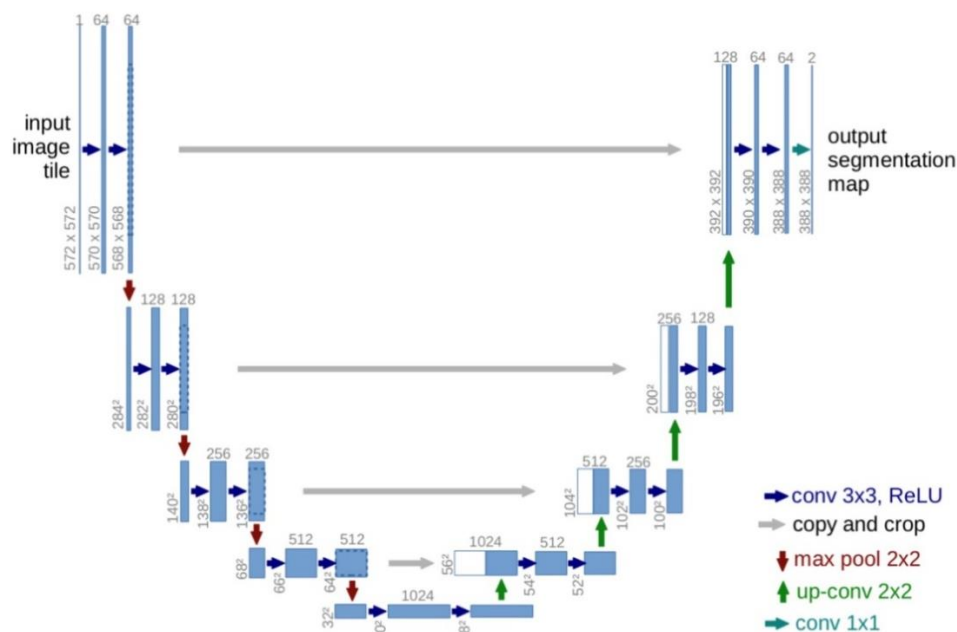 1 64 64
input
image
tile
572 x 572
570 x 570
568 x 568
128 128
284²
282²
280²
256 256
140²
138²
136²
512 512
68²
66²
64²
1024
32²
1024 512
56²
54²
52²
512 256
104²
102²
100²
256 128
200²
198²
196²
128 64 64 2
392 x 392
390 x 390
388 x 388
388 x 388
output
segmentation
map
conv 3x3, ReLU
copy and crop
max pool 2x2
up-conv 2x2
conv 1x1